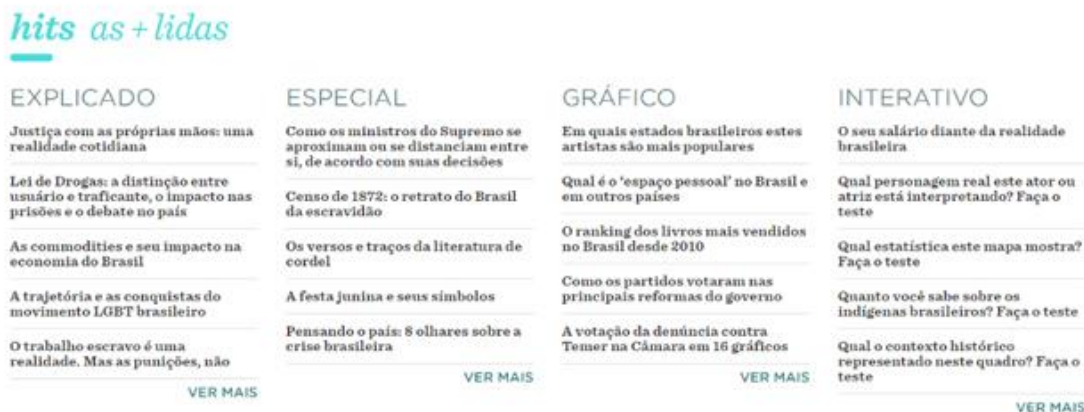 hits as + lidas
EXPLICADO
Justiça com as próprias mãos: uma
realidade cotidiana
Lei de Drogas: a distinção entre
usuário e traficante, o impacto nas
prisões e o debate no país
As commodities e seu impacto na
economia do Brasil
A trajetória e as conquistas do
movimento LGBT brasileiro
O trabalho escravo é uma
realidade. Mas as punições, não
VER MAIS
ESPECIAL
Como os ministros do Supremo se
aproximam ou se distanciam entre
si, de acordo com suas decisões
Censo de 1872: o retrato do Brasil
da escravidão
Os versos e traços da literatura de
cordel
A festa junina e seus símbolos
Pensando o país: 8 olhares sobre a
crise brasileira
VER MAIS
GRÁFICO
Em quais estados brasileiros estes
artistas são mais populares
Qual é o ‘espaço pessoal’ no Brasil e
em outros países
O ranking dos livros mais vendidos
no Brasil desde 2010
Como os partidos votaram nas
principais reformas do governo
A votação da denúncia contra
Temer na Câmara em 16 gráficos
VER MAIS
INTERATIVO
O seu salário diante da realidade
brasileira
Qual personagem real este ator ou
atriz está interpretando? Faça o
teste
Qual estatística este mapa mostra?
Faça o teste
Quanto você sabe sobre os
indígenas brasileiros? Faça o teste
Qual o contexto histórico
representado neste quadro? Faça o
teste
VER MAIS